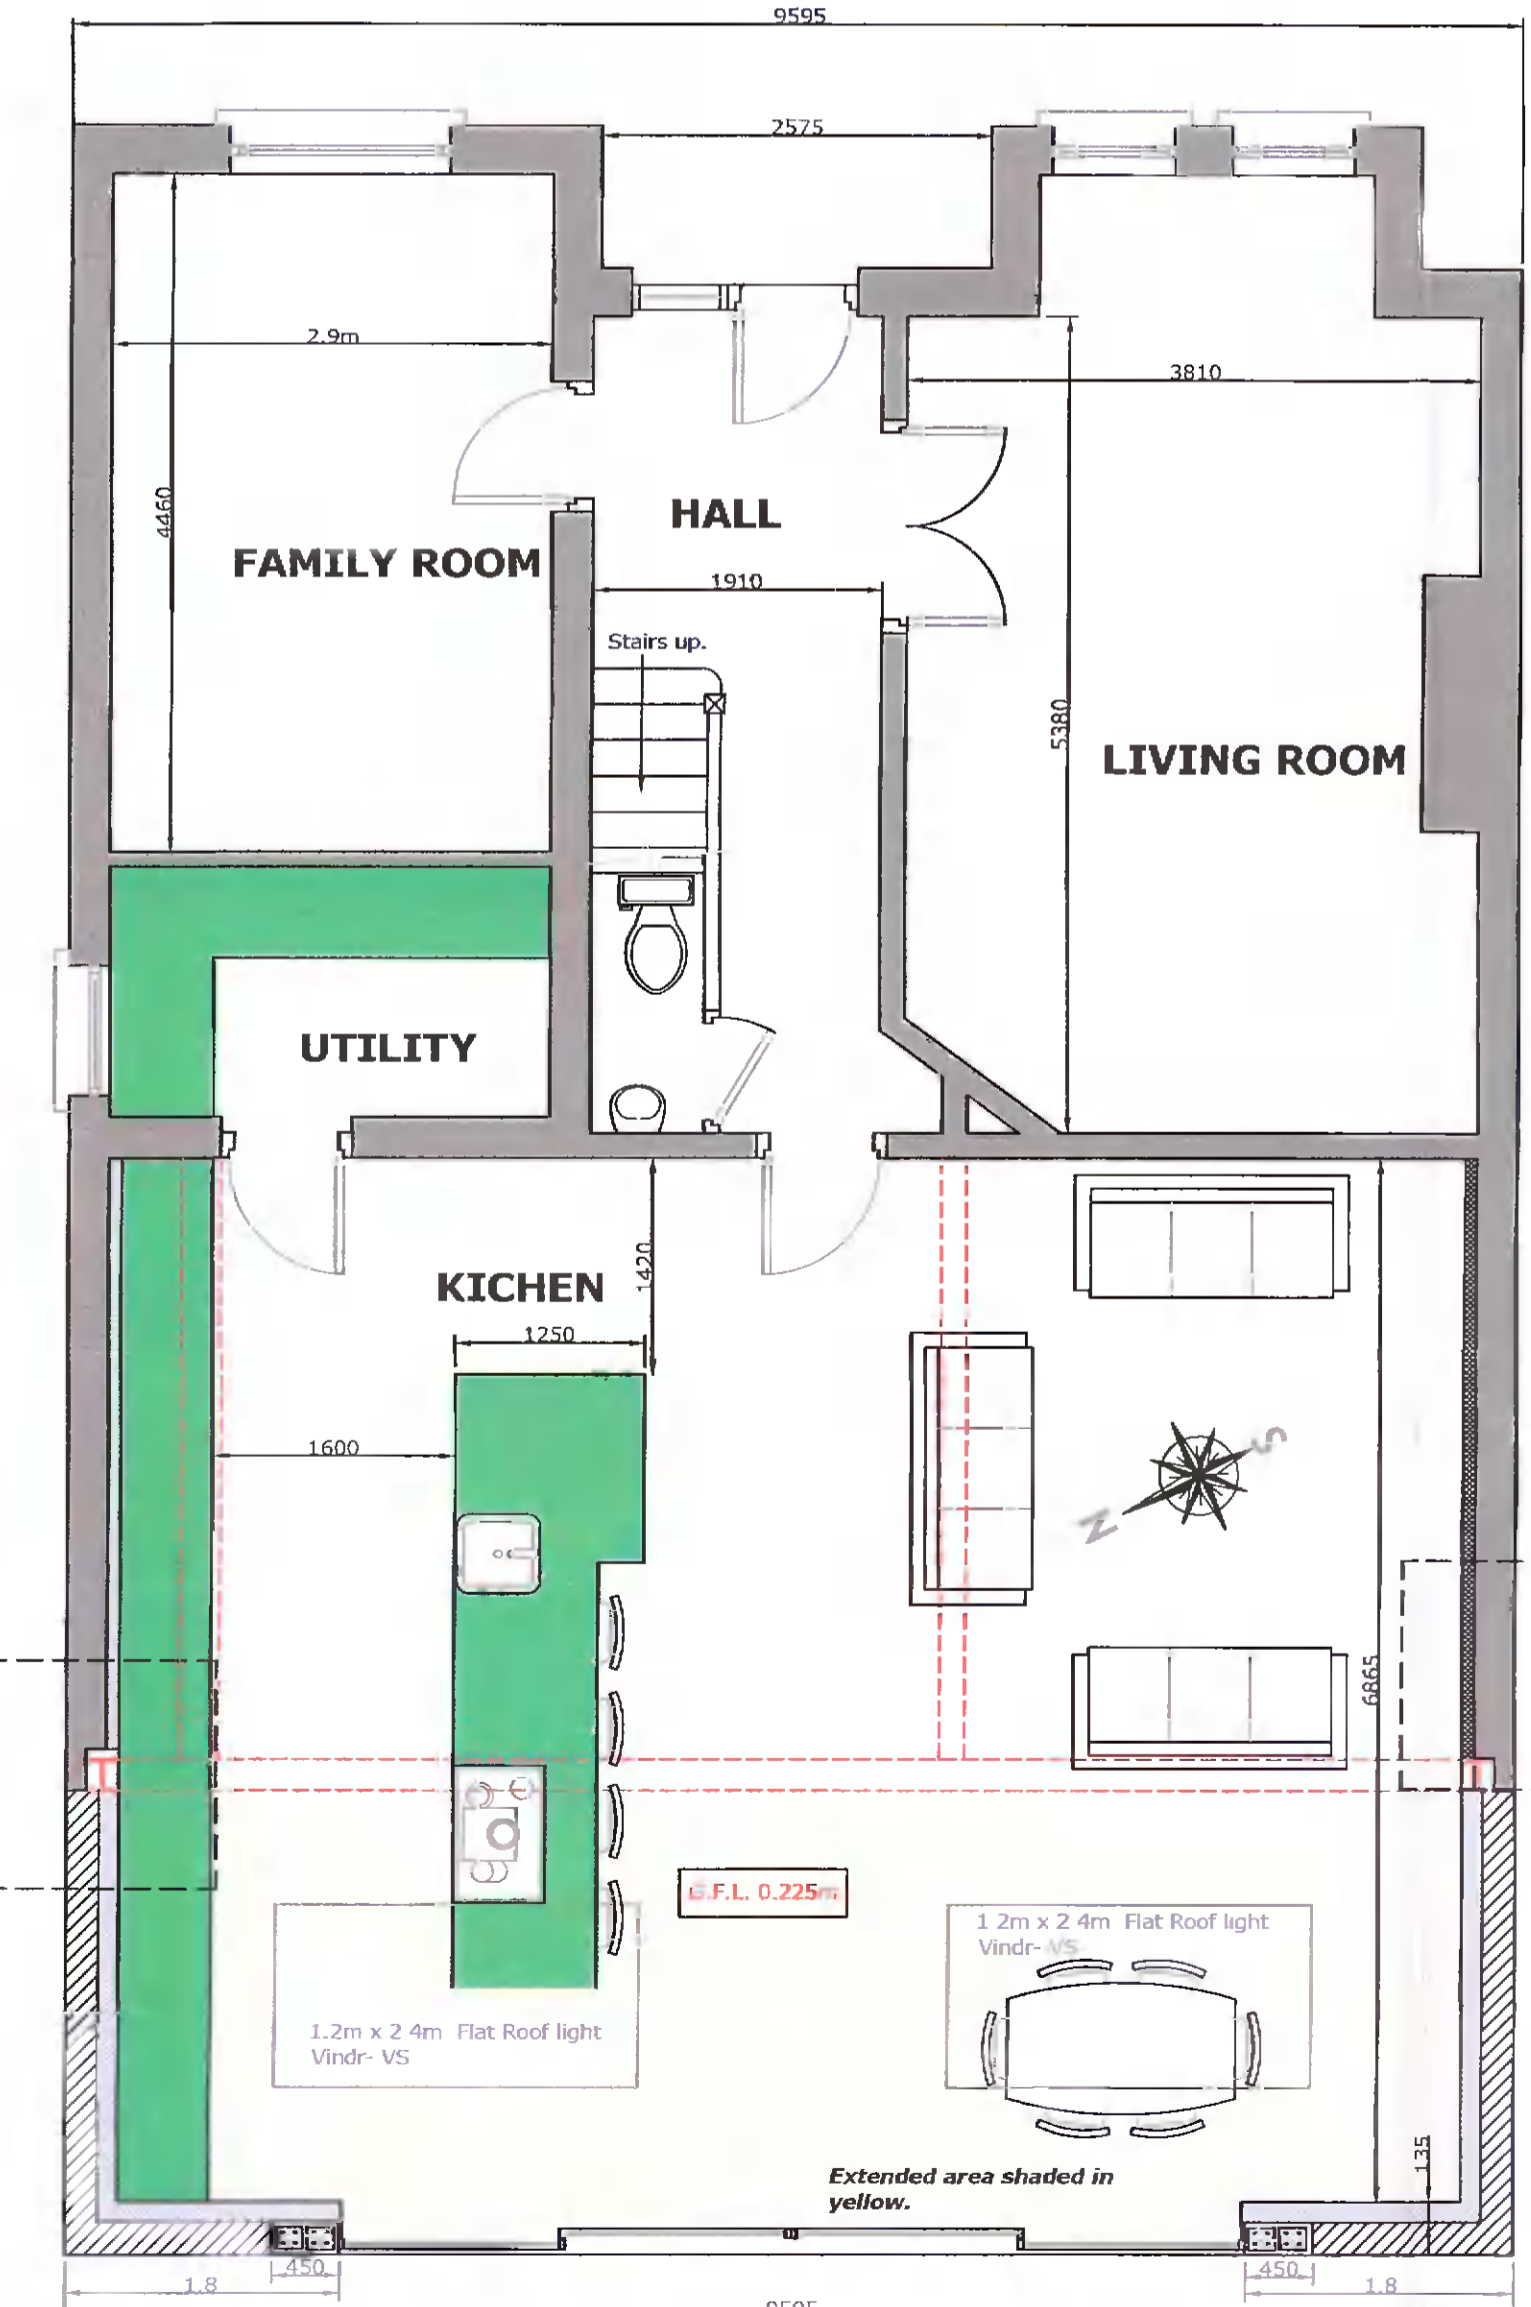 9595
2575
2.9m
3810
4460
HALL
FAMILY ROOM
1910
Stairs up.
5380
LIVING ROOM
UTILITY
1420
KICHEN
1250
1600
S
N
6865
G.F.L. 0.225m
1 2m x 2 4m Flat Roof light
Vindr- VS
1.2m x 2 4m Flat Roof light
Vindr- VS
135
Extended area shaded in
yellow.
450
450
1.8
1.8